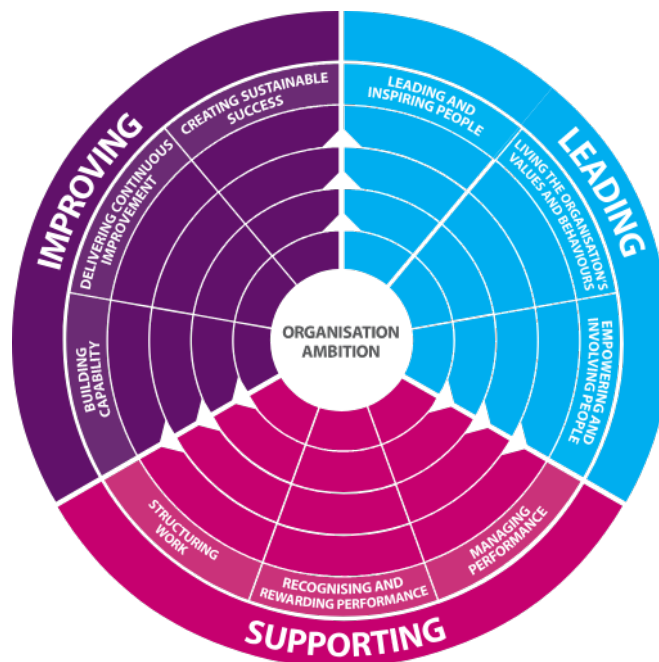 IMPROVING
CREATING SUSTAINABLE
SUCCESS
DELIVERING CONTINUOUS
IMPROVEMENT
BUILDING
CAPABILITY
LEADING
LEADING AND
INSPIRING PEOPLE
LIVING THE ORGANISATION'S
VALUES AND BEHAVIOURS
EMPOWERING AND
INVOLVING PEOPLE
ORGANISATION
AMBITION
STRUCTURING
WORK
RECOGNISING AND
REWARDING PERFORMANCE
MANAGING
PERFORMANCE
SUPPORTING